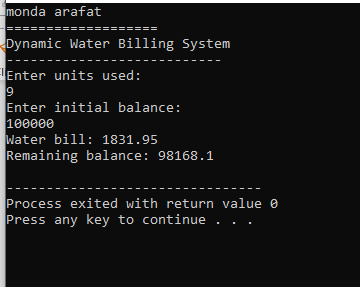 monda arafat
===================
Dynamic Water Billing System
---------------------------
Enter units used:
9
Enter initial balance:
100000
Water bill: 1831.95
Remaining balance: 98168.1

--------------------------------
Process exited with return value 0
Press any key to continue . . .